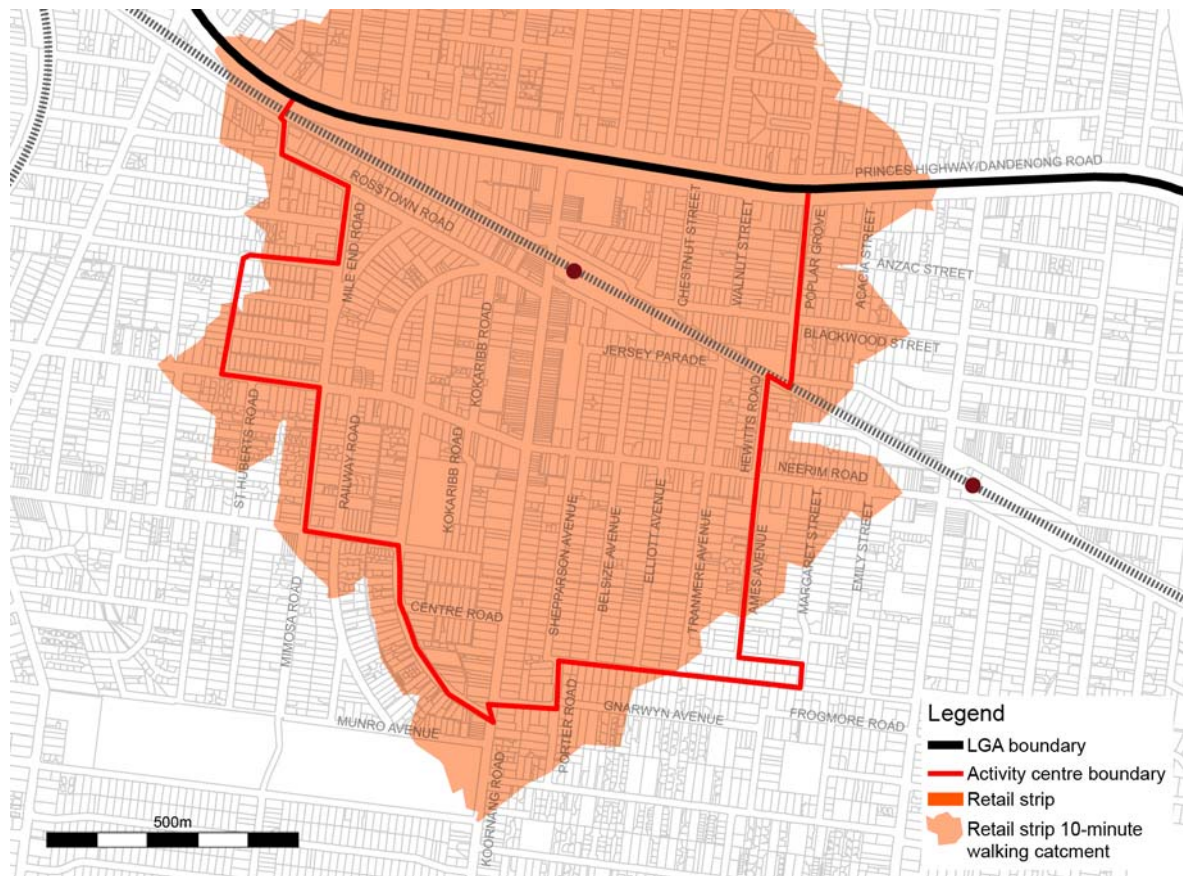 PRINCES HIGHWAY/DANDENONG ROAD
ROSSTOWN ROAD
MILE END ROAD
CHESTNUT STREET
WALNUT STREET
POPLAR GROVE
ACACIA STREET
ANZAC STREET
BLACKWOOD STREET
JERSEY PARADE
KOKARIBB ROAD
HEWITTS ROAD
ST HUBERTS ROAD
RAILWAY ROAD
KOKARIBB ROAD
NEERIM ROAD
SHEPPARSON AVENUE
BELSIZE AVENUE
ELLIOTT AVENUE
TRANMERE AVENUE
AMES AVENUE
MARGARET STREET
EMILY STREET
MIMOSA ROAD
CENTRE ROAD
MUNRO AVENUE
PORTER ROAD
GNARWYN AVENUE
FROGMORE ROAD
KOORNANG ROAD
500m
Legend
LGA boundary
Activity centre boundary
Retail strip
Retail strip 10-minute
walking catcment